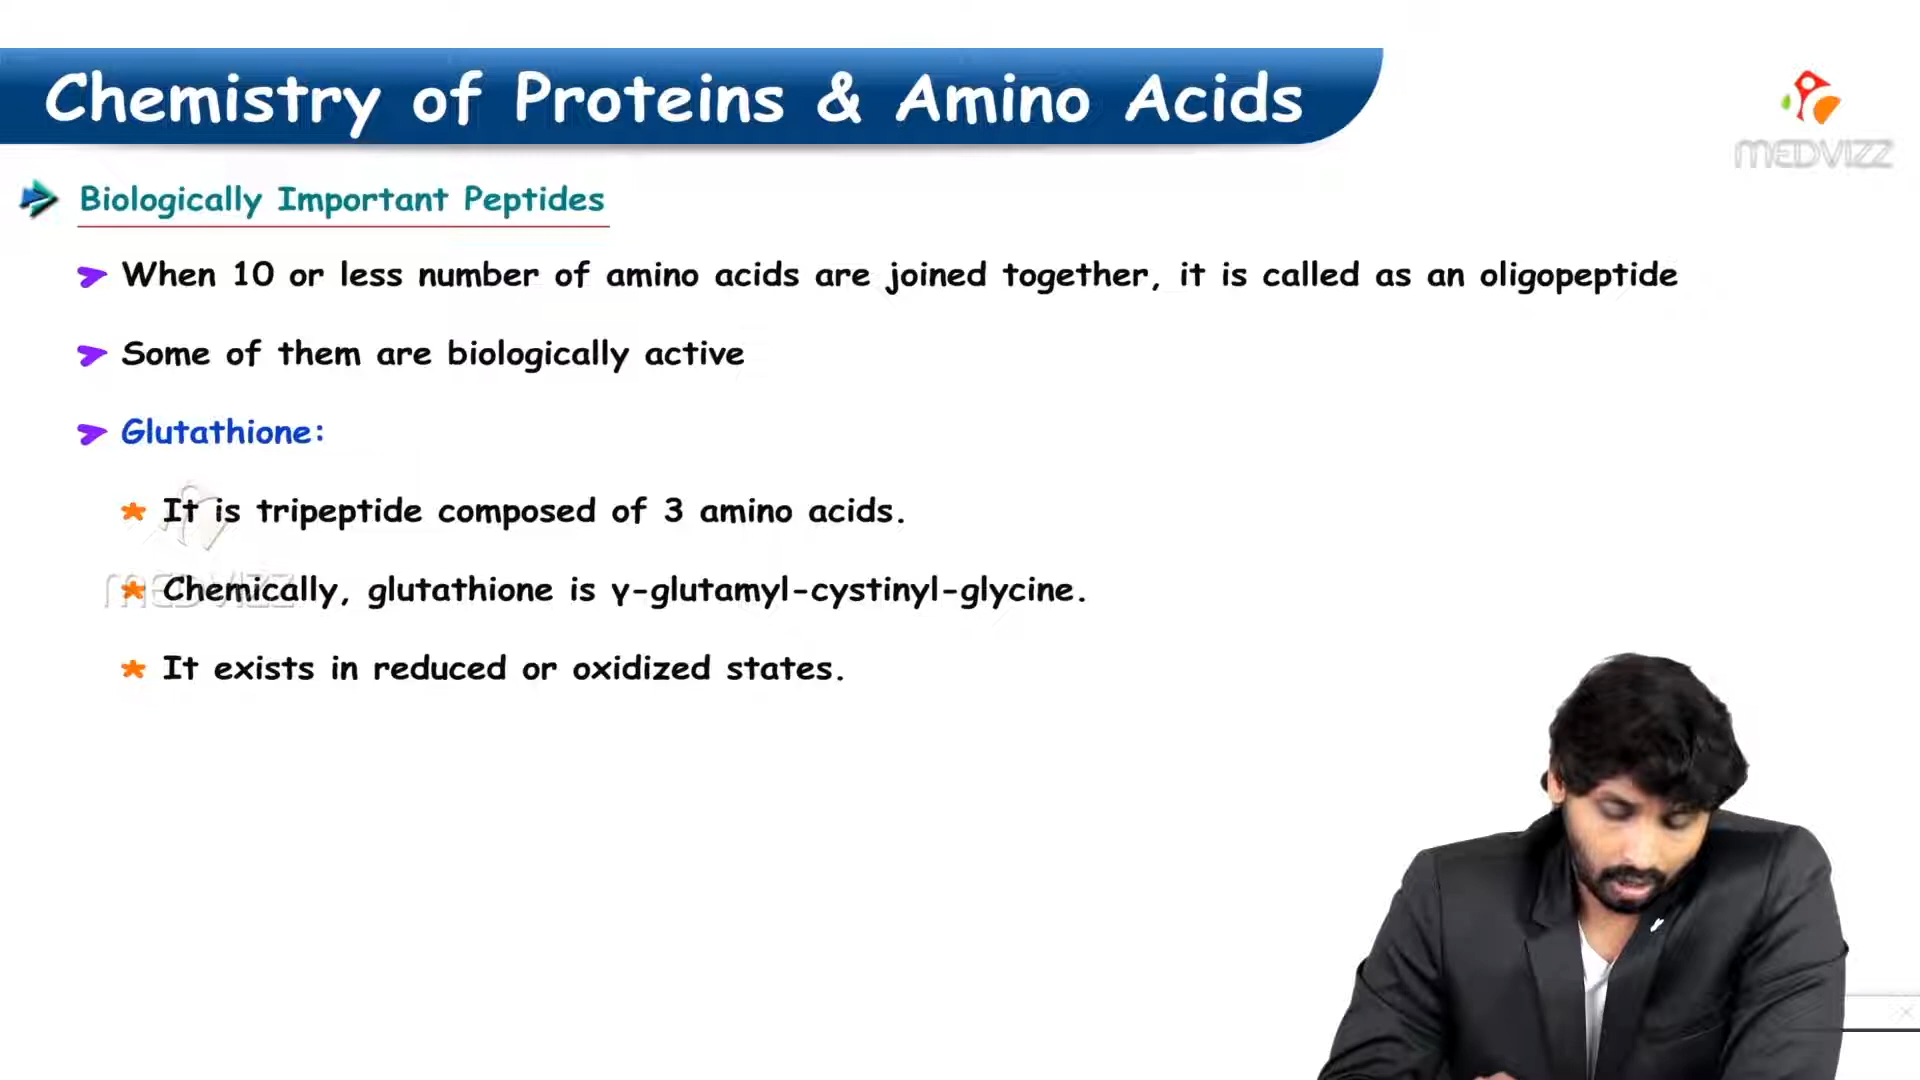 Chemistry of Proteins & Amino Acids
MEDVIZZ
Biologically Important Peptides
When 10 or less number of amino acids are joined together, it is called as an oligopeptide
Some of them are biologically active
Glutathione:
It is tripeptide composed of 3 amino acids.
MEDVIZZ
Chemically, glutathione is γ-glutamyl-cystinyl-glycine.
It exists in reduced or oxidized states.